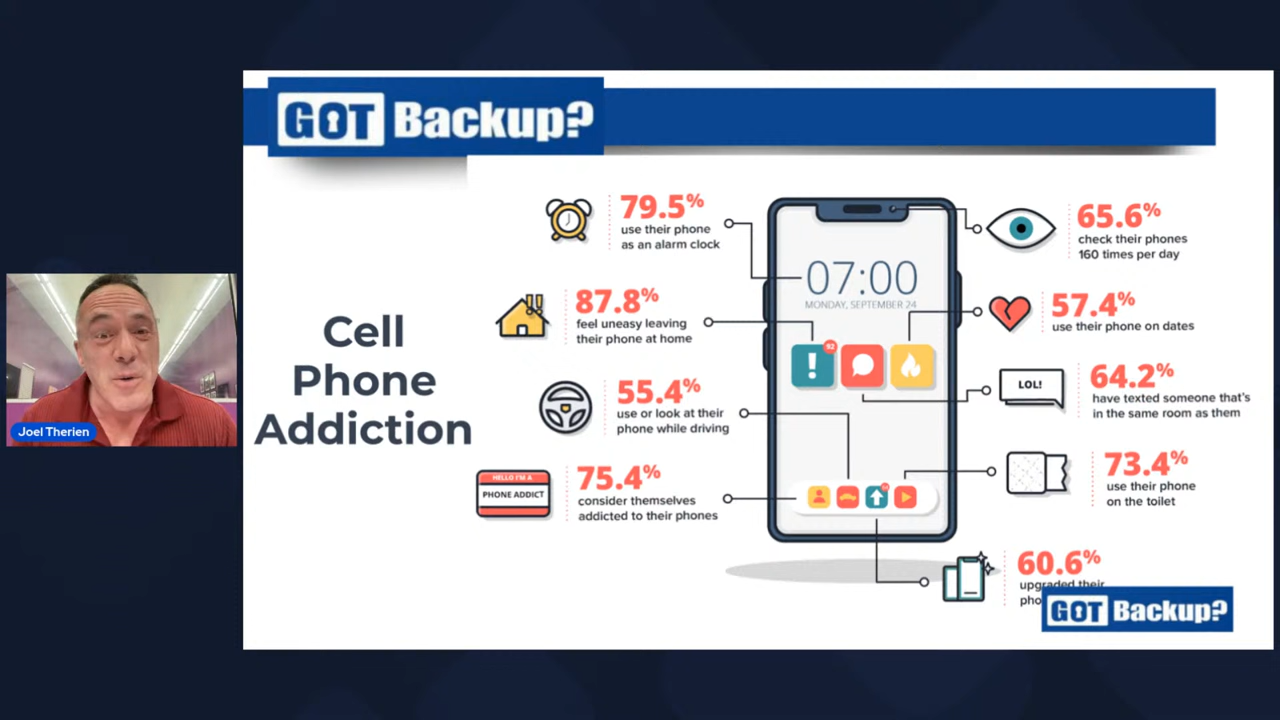 GOT Backup?
Cell
Phone
Addiction
79.5%
use their phone
as an alarm clock
87.8%
feel uneasy leaving
their phone at home
55.4%
use or look at their
phone while driving
HELLO I'M A
PHONE ADDICT
75.4%
consider themselves
addicted to their phones
07:00
MONDAY, SEPTEMBER 24
92
65.6%
check their phones
160 times per day
57.4%
use their phone on dates
LOL!
64.2%
have texted someone that's
in the same room as them
73.4%
use their phone
on the toilet
60.6%
upgraded their
pho
GOT Backup?
Joel Therien